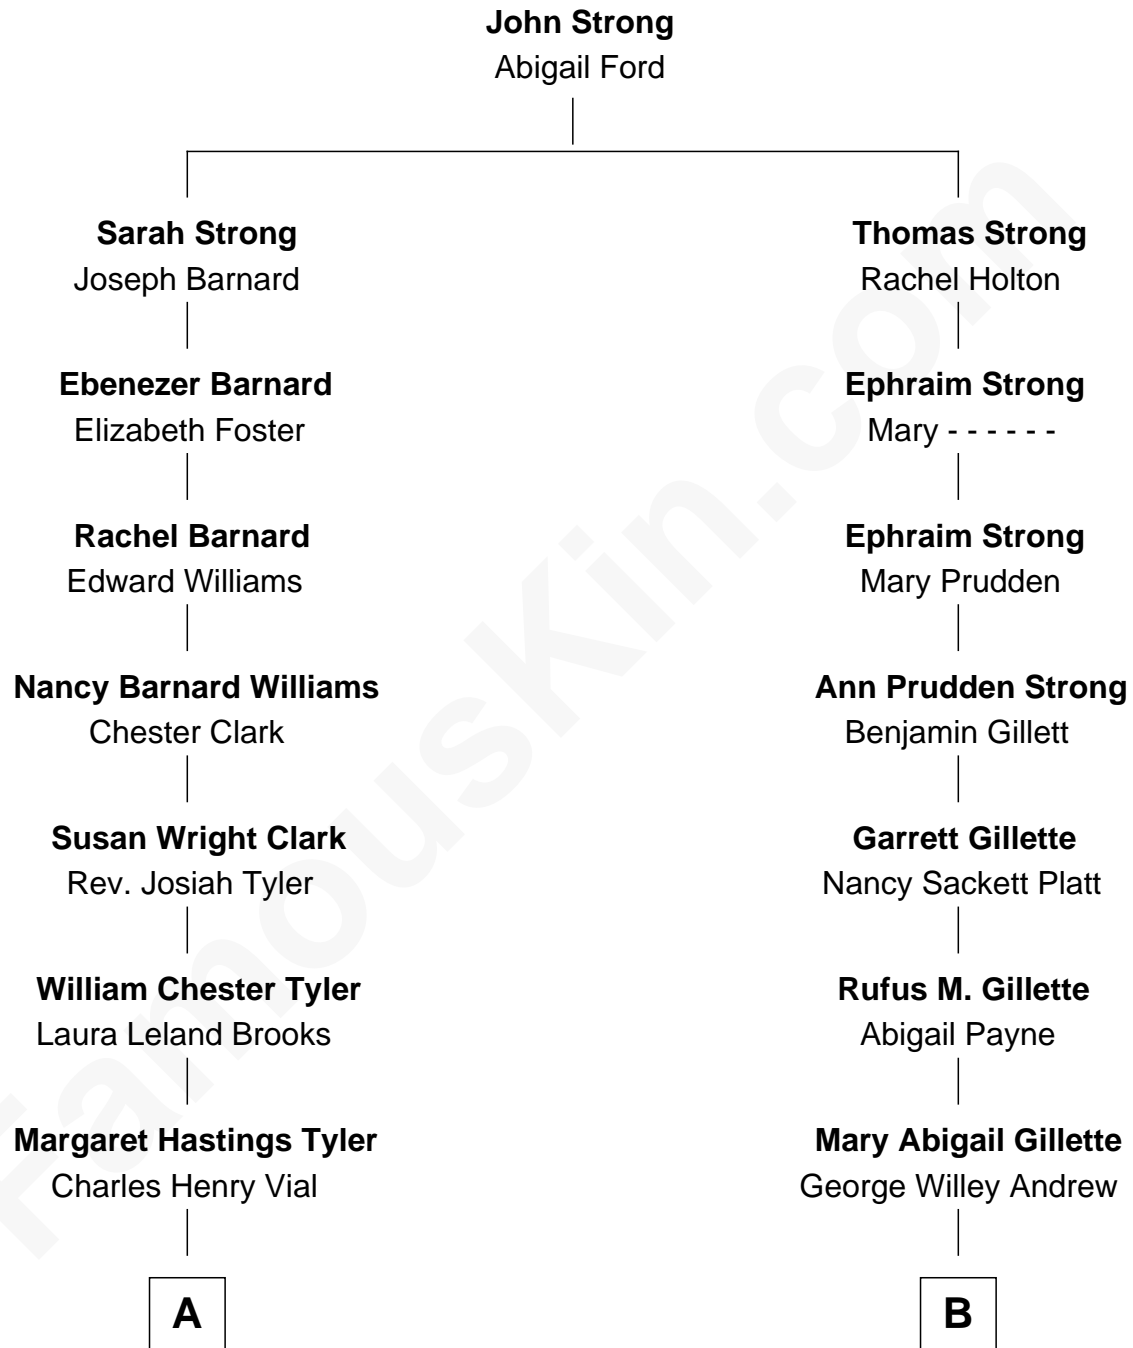 John Strong
Abigail Ford
Sarah Strong
Joseph Barnard
Ebenezer Barnard
Elizabeth Foster
Rachel Barnard
Edward Williams
Nancy Barnard Williams
Chester Clark
Susan Wright Clark
Rev. Josiah Tyler
William Chester Tyler
Laura Leland Brooks
Margaret Hastings Tyler
Charles Henry Vial
A
Thomas Strong
Rachel Holton
Ephraim Strong
Mary - - - - - -
Ephraim Strong
Mary Prudden
Ann Prudden Strong
Benjamin Gillett
Garrett Gillette
Nancy Sackett Platt
Rufus M. Gillette
Abigail Payne
Mary Abigail Gillette
George Willey Andrew
B
FamousKin.com